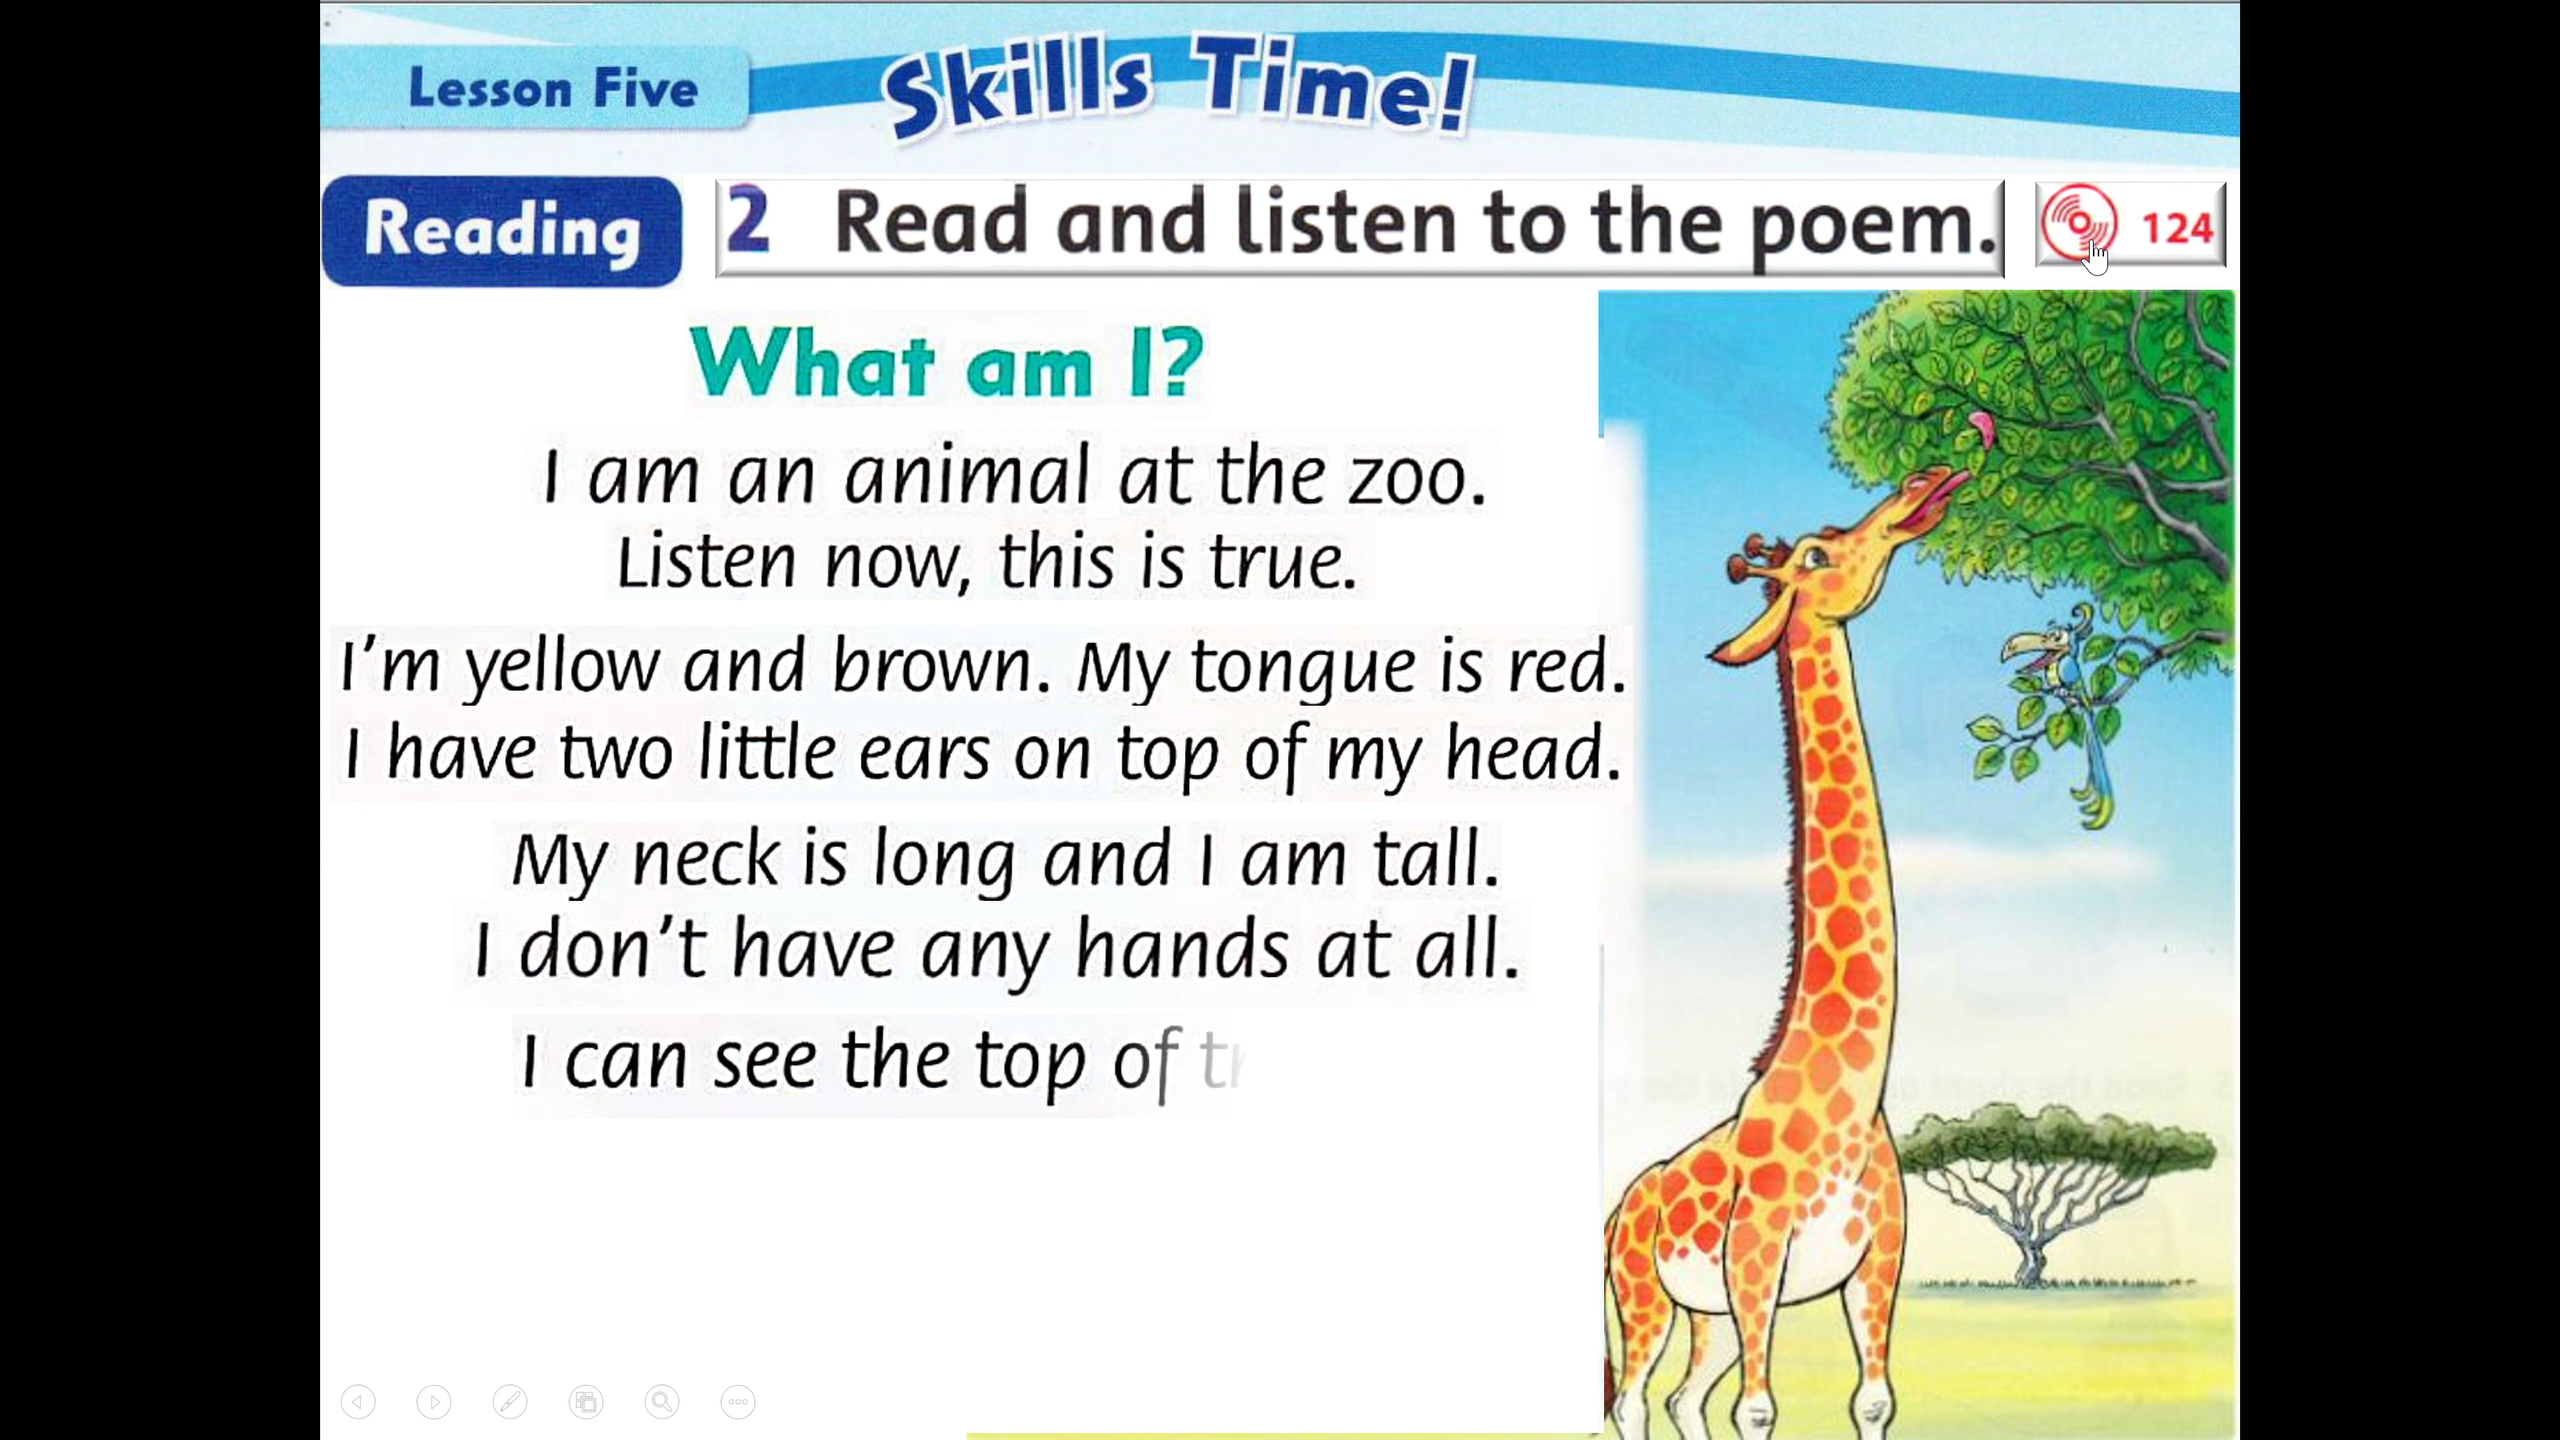 Lesson Five
Skills Time!
Reading
2 Read and listen to the poem.
124
What am I?
I am an animal at the zoo.
Listen now, this is true.
I'm yellow and brown. My tongue is red.
I have two little ears on top of my head.
My neck is long and I am tall.
I don't have any hands at all.
I can see the top of